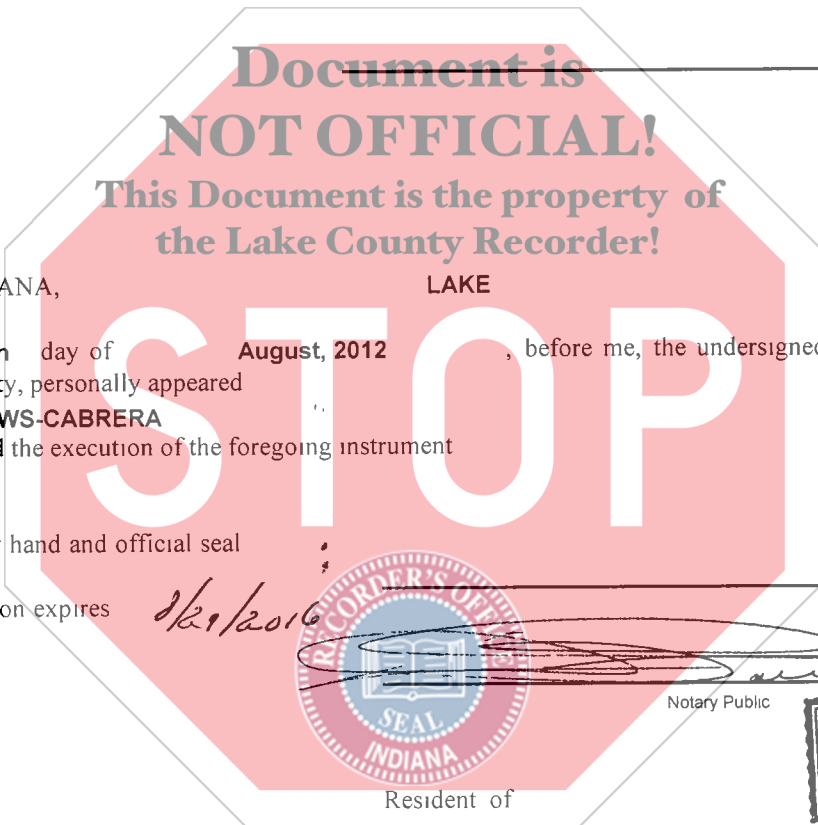 Document is
NOT OFFICIAL!
This Document is the property of
the Lake County Recorder!
ANA, LAKE
day of August, 2012 , before me, the undersigned
ty, personally appeared
WS-CABRERA
the execution of the foregoing instrument
STOP
hand and official seal
on expires 8/29/2016
RECORDER'S OFFICE
SEAL
INDIANA
Notary Public
Resident of